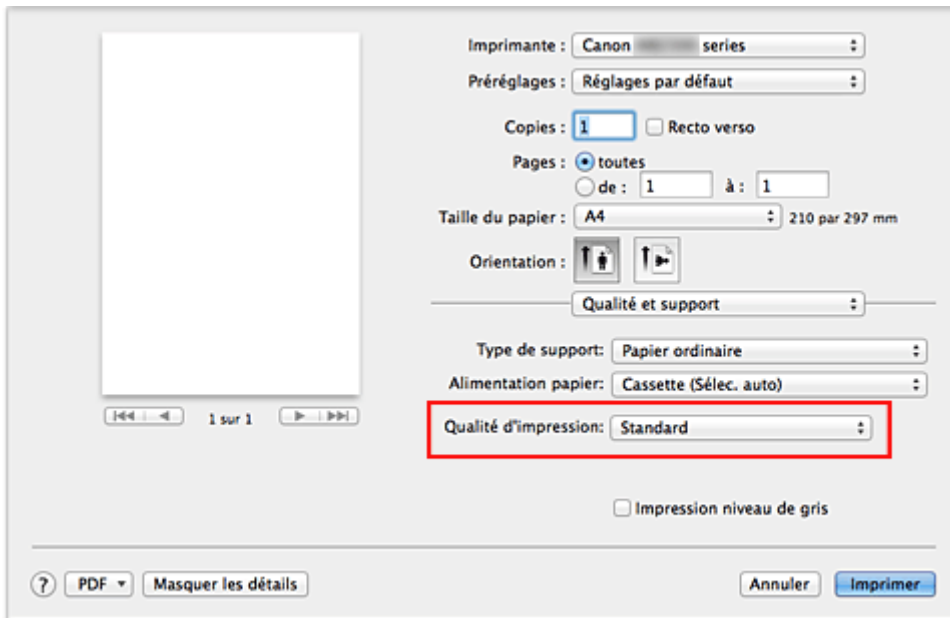 Imprimante : Canon series
Préréglages : Réglages par défaut
Copies : 1 Recto verso
Pages : toutes
de : 1 à : 1
Taille du papier : A4 210 par 297 mm
Orientation :
Qualité et support
Type de support: Papier ordinaire
Alimentation papier: Cassette (Sélec. auto)
1 sur 1
Qualité d'impression: Standard
Impression niveau de gris
? PDF Masquer les détails Annuler Imprimer